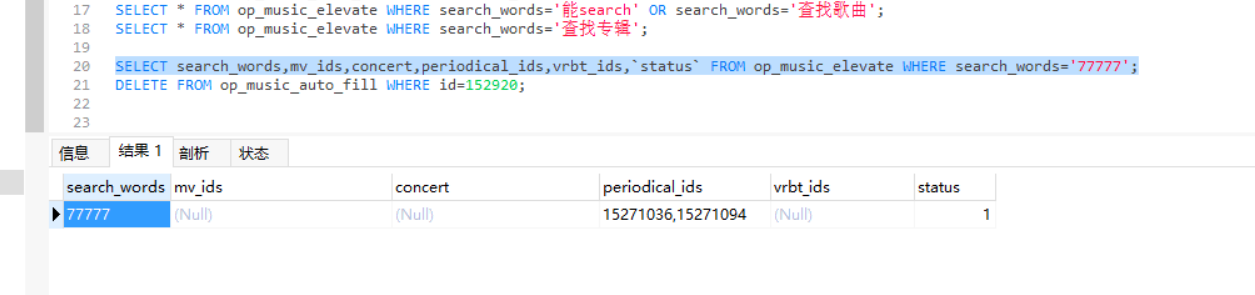 17 SELECT * FROM op_music_elevate WHERE search_words='能search' OR search_words='查找歌曲';
18 SELECT * FROM op_music_elevate WHERE search_words='查找专辑';
19
20 SELECT search_words,mv_ids,concert,periodical_ids,vrbt_ids,`status` FROM op_music_elevate WHERE search_words='77777';
21 DELETE FROM op_music_auto_fill WHERE id=152920;
22
23
信息 结果 1 剖析 状态
search_words mv_ids concert periodical_ids vrbt_ids status
77777 (Null) (Null) 15271036,15271094 (Null) 1